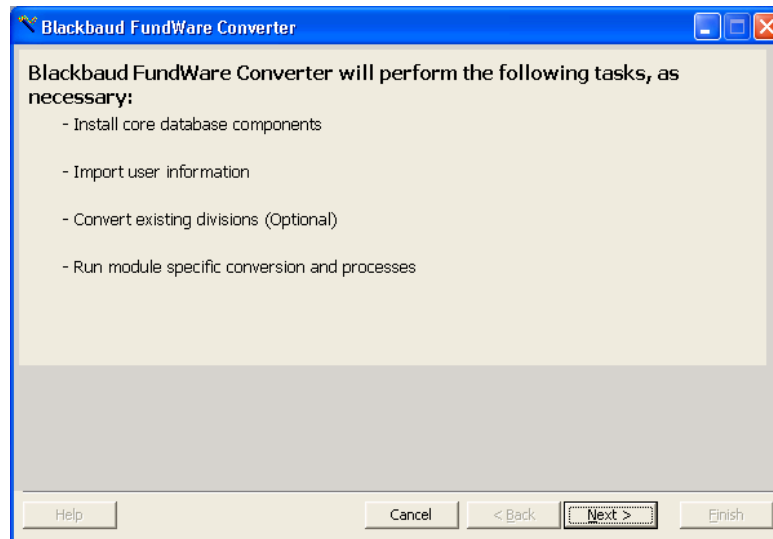 Blackbaud FundWare Converter
Blackbaud FundWare Converter will perform the following tasks, as
necessary:
- Install core database components
- Import user information
- Convert existing divisions (Optional)
- Run module specific conversion and processes
Help Cancel < Back Next > Finish